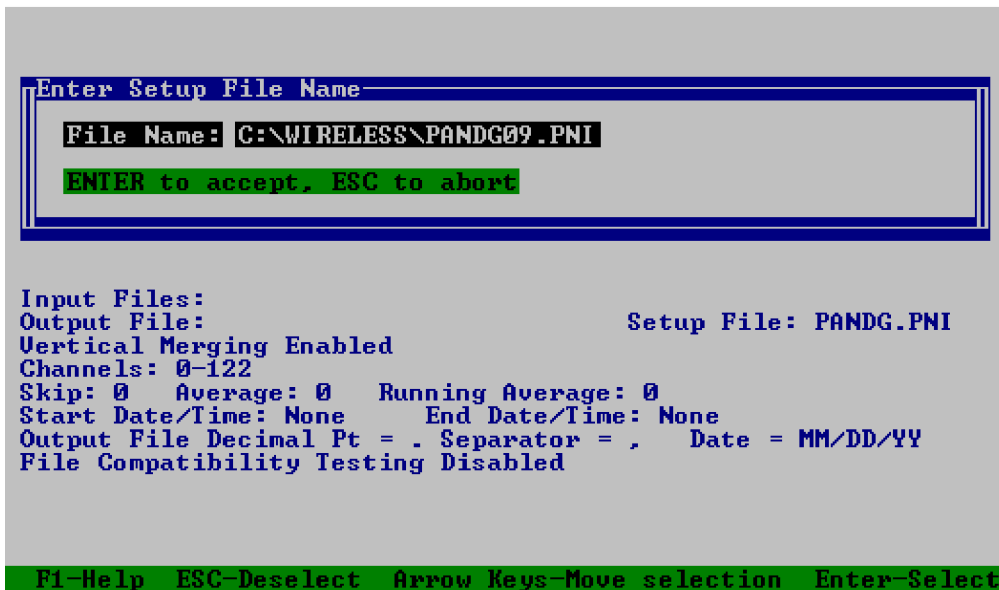 Enter Setup File Name
File Name: C:\WIRELESS\PANDG09.PNI
ENTER to accept, ESC to abort
Input Files:
Output File: Setup File: PANDG.PNI
Vertical Merging Enabled
Channels: 0-122
Skip: 0 Average: 0 Running Average: 0
Start Date/Time: None End Date/Time: None
Output File Decimal Pt = . Separator = , Date = MM/DD/YY
File Compatibility Testing Disabled
F1-Help ESC-Deselect Arrow Keys-Move selection Enter-Select